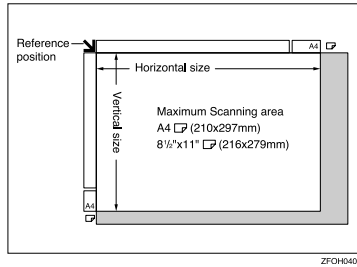 Reference
position
A4
Horizontal size
Vertical size
Maximum Scanning area
A4 (210x297mm)
8½"x11" (216x279mm)
A4
ZFOH040